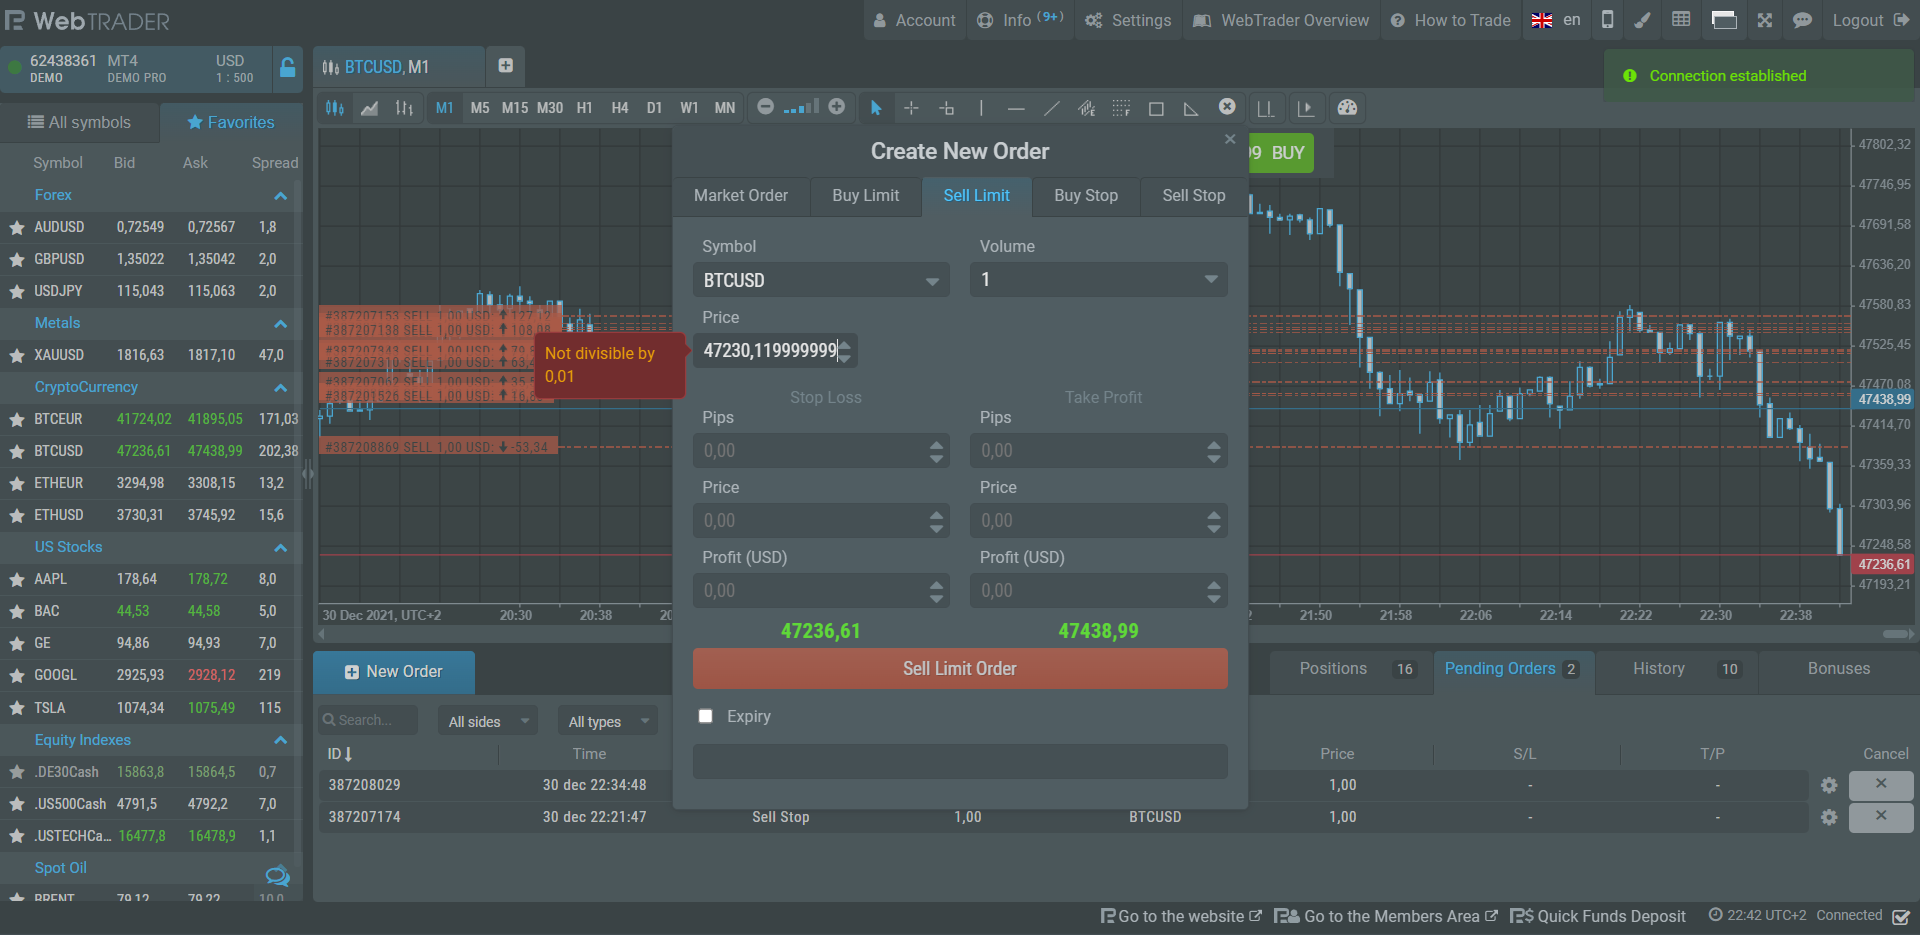 WebTRADER
Account
Info (9+)
Settings
WebTrader Overview
How to Trade
en
Logout
62438361 MT4 USD
DEMO DEMO PRO 1 : 500
BTCUSD, M1
Connection established
All symbols
Favorites
M1 M5 M15 M30 H1 H4 D1 W1 MN
Symbol Bid Ask Spread
Forex
AUDUSD 0,72549 0,72567 1,8
GBPUSD 1,35022 1,35042 2,0
USDJPY 115,043 115,063 2,0
Metals
XAUUSD 1816,63 1817,10 47,0
CryptoCurrency
BTCEUR 41724,02 41895,05 171,03
BTCUSD 47236,61 47438,99 202,38
ETHEUR 3294,98 3308,15 13,2
ETHUSD 3730,31 3745,92 15,6
US Stocks
AAPL 178,64 178,72 8,0
BAC 44,53 44,58 5,0
GE 94,86 94,93 7,0
GOOGL 2925,93 2928,12 219
TSLA 1074,34 1075,49 115
Equity Indexes
.DE30Cash 15863,8 15864,5 0,7
.US500Cash 4791,5 4792,2 7,0
.USTECHCa... 16477,8 16478,9 1,1
Spot Oil
BRENT 79,12 79,22 10,0
#387207153 SELL 1,00 USD: 127,12
#387207138 SELL 1,00 USD: 108,08
#387207343 SELL 1,00 USD:
#387207310 SELL 1,00 USD: 63,4
#387207062 SELL 1,00 USD: 35,5
#387201526 SELL 1,00 USD: 16,8
#387208869 SELL 1,00 USD: -53,34
Not divisible by
0,01
Create New Order
Market Order
Buy Limit
Sell Limit
Buy Stop
Sell Stop
Symbol Volume
BTCUSD 1
Price
47230,119999999
Stop Loss Take Profit
Pips Pips
0,00 0,00
Price Price
0,00 0,00
Profit (USD) Profit (USD)
0,00 0,00
47236,61 47438,99
Sell Limit Order
Expiry
9 BUY
47802,32
47746,95
47691,58
47636,20
47580,83
47525,45
47470,08
47438,99
47414,70
47359,33
47303,96
47248,58
47236,61
47193,21
30 Dec 2021, UTC+2 20:30 20:38 20 2 21:50 21:58 22:06 22:14 22:22 22:30 22:38
New Order
Positions 16
Pending Orders 2
History 10
Bonuses
Search...
All sides
All types
ID Time Price S/L T/P Cancel
387208029 30 dec 22:34:48 1,00 - -
387207174 30 dec 22:21:47 Sell Stop 1,00 BTCUSD 1,00 - -
Go to the website
Go to the Members Area
Quick Funds Deposit
22:42 UTC+2 Connected